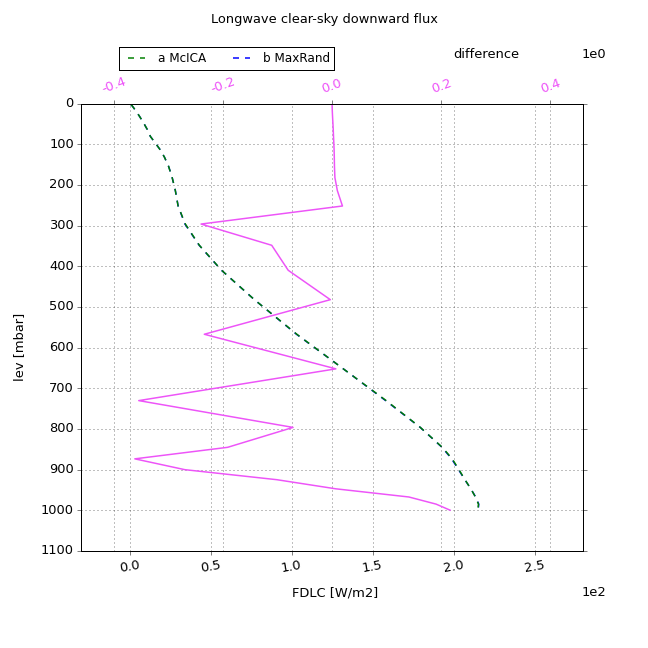 Longwave clear-sky downward flux
a McICA b MaxRand
difference 1e0
-0.4 -0.2 0.0 0.2 0.4
0
100
200
300
400
500
600
700
800
900
1000
1100
lev [mbar]
0.0 0.5 1.0 1.5 2.0 2.5
FDLC [W/m2] 1e2